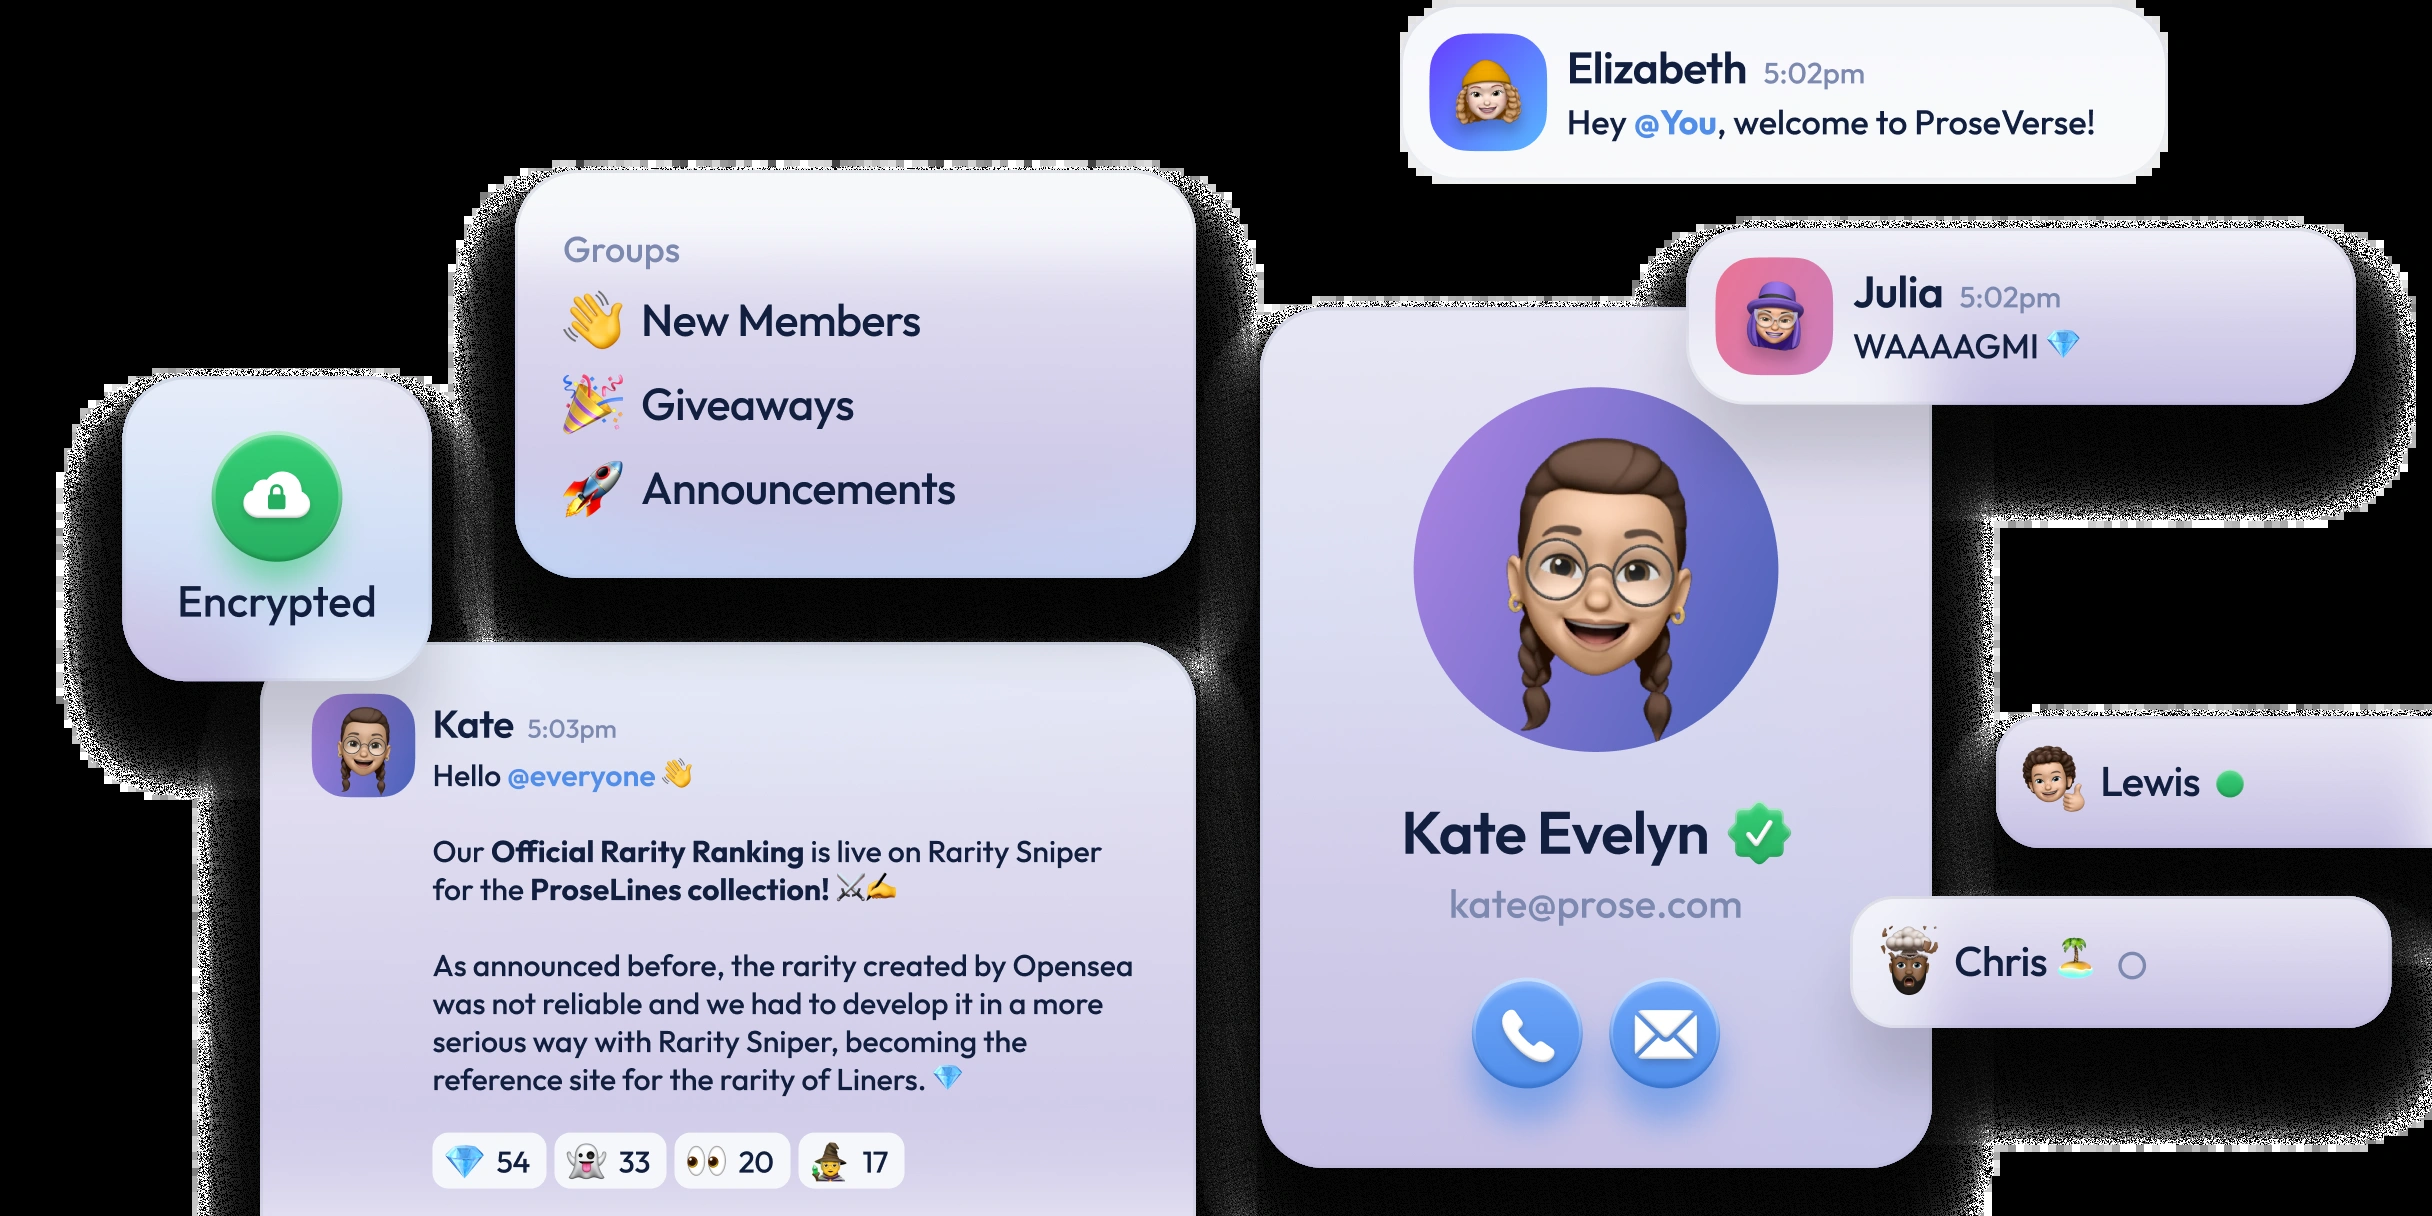 Elizabeth 5:02pm
Hey @You, welcome to ProseVerse!
Julia 5:02pm
WAAAAGMI 💎
Groups
👋 New Members
🎉 Giveaways
🚀 Announcements
Encrypted
Kate 5:03pm
Hello @everyone 👋
Our Official Rarity Ranking is live on Rarity Sniper
for the ProseLines collection! ⚔️✍️
As announced before, the rarity created by Opensea
was not reliable and we had to develop it in a more
serious way with Rarity Sniper, becoming the
reference site for the rarity of Liners. 💎
💎 54 👻 33 👀 20 🧙 17
Kate Evelyn
kate@prose.com
Lewis
Chris 🏝️